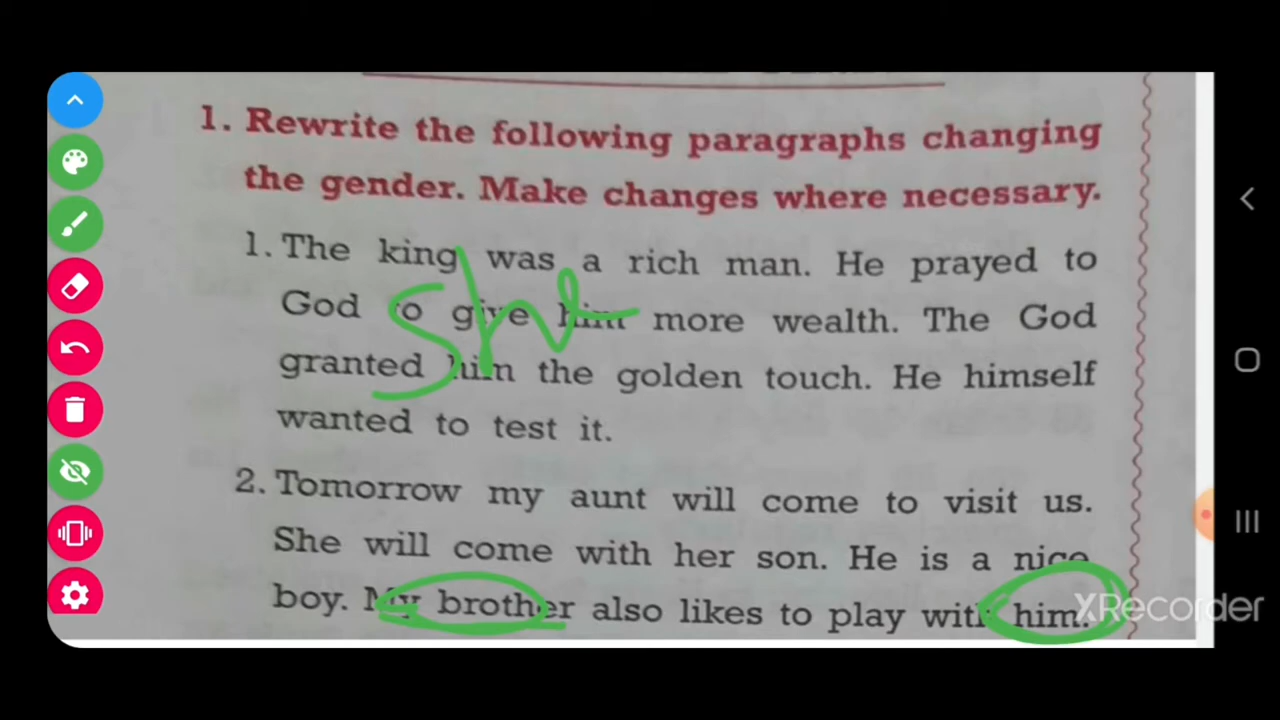 1. Rewrite the following paragraphs changing
the gender. Make changes where necessary.
1. The king was a rich man. He prayed to
God to give him more wealth. The God
granted him the golden touch. He himself
wanted to test it.
She
2. Tomorrow my aunt will come to visit us.
She will come with her son. He is a nice
boy. My brother also likes to play with him.
XRecorder